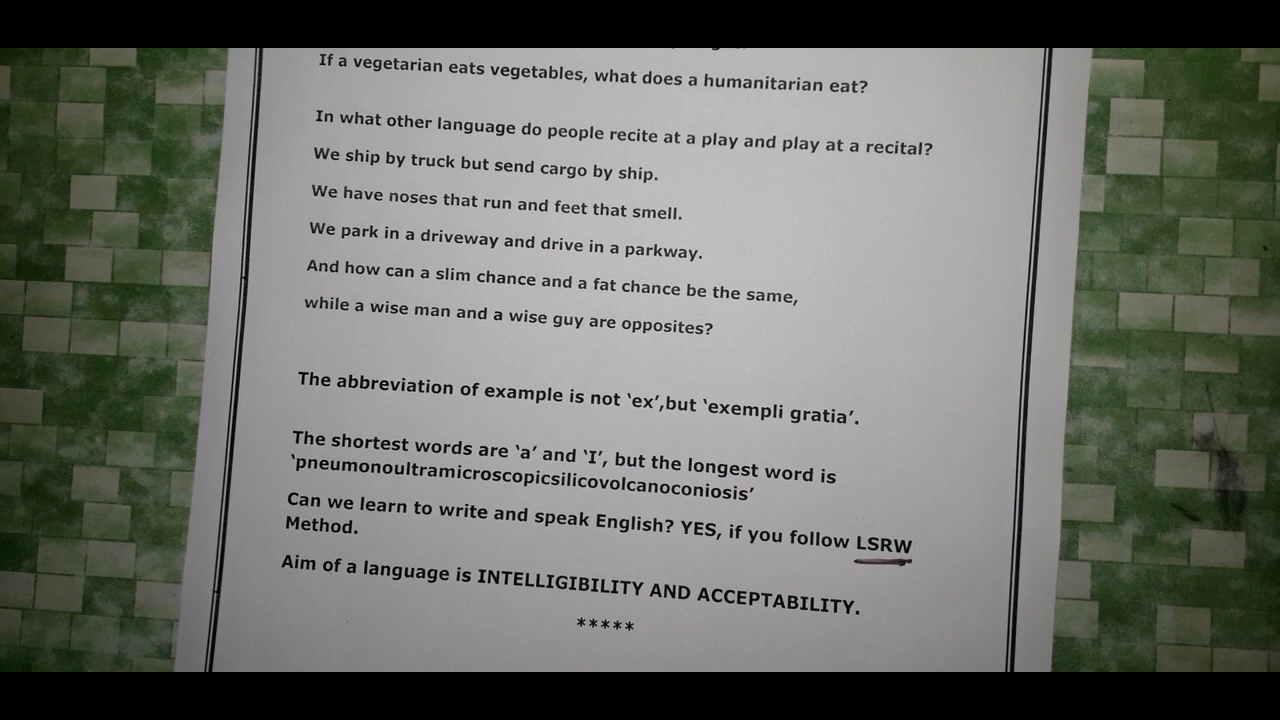 If a vegetarian eats vegetables, what does a humanitarian eat?
In what other language do people recite at a play and play at a recital?
We ship by truck but send cargo by ship.
We have noses that run and feet that smell.
We park in a driveway and drive in a parkway.
And how can a slim chance and a fat chance be the same,
while a wise man and a wise guy are opposites?
The abbreviation of example is not ‘ex’,but ‘exempli gratia’.
The shortest words are ‘a’ and ‘I’, but the longest word is
‘pneumonoultramicroscopicsilicovolcanoconiosis’
Can we learn to write and speak English? YES, if you follow LSRW
Method.
Aim of a language is INTELLIGIBILITY AND ACCEPTABILITY.
*****